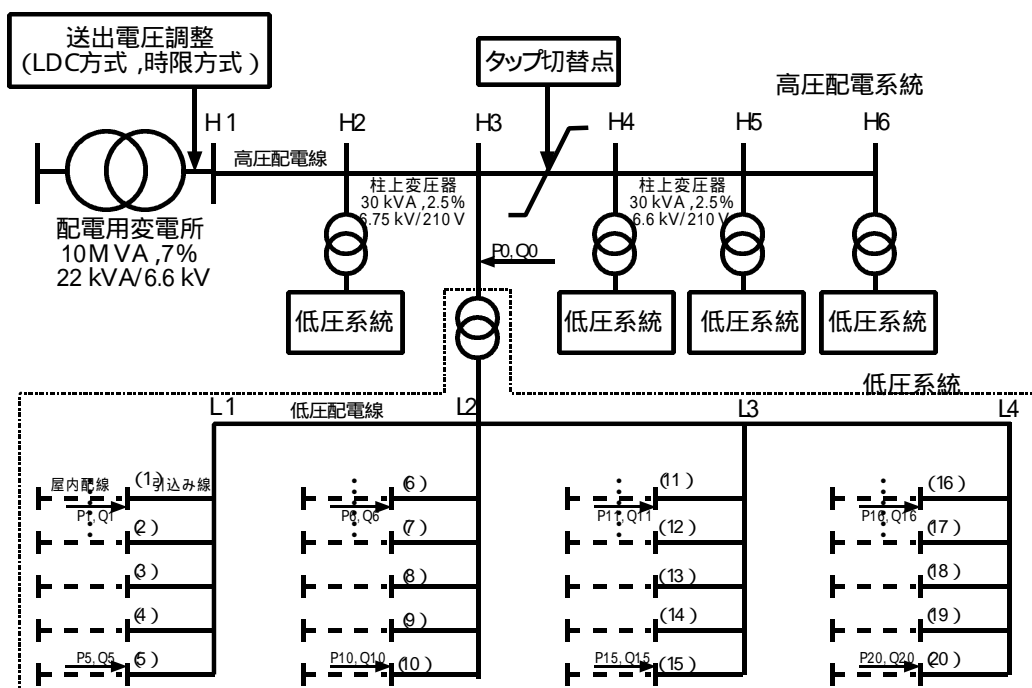 送出電圧調整
(LDC方式 ,時限方式 )
タップ切替点
高圧配電系統
H1
H2
H3
H4
H5
H6
高圧配電線
柱上変圧器
30 kVA ,2.5%
6.75 kV/210 V
柱上変圧器
30 kVA ,2.5%
6.6 kV/210 V
配電用変電所
10M VA ,7%
22 kVA/6.6 kV
P0, Q0
低圧系統
低圧系統
低圧系統
低圧系統
低圧系統
L1
低圧配電線
L2
L3
L4
屋内配線
(1 )
引込み線
P1, Q1
(2 )
(3 )
(4 )
P5, Q5
(5 )
(6 )
P6, Q6
(7 )
(8 )
(9 )
P10, Q10
(10 )
(11 )
P11, Q11
(12 )
(13 )
(14 )
P15, Q15
(15 )
(16 )
P16, Q16
(17 )
(18 )
(19 )
P20, Q20
(20 )